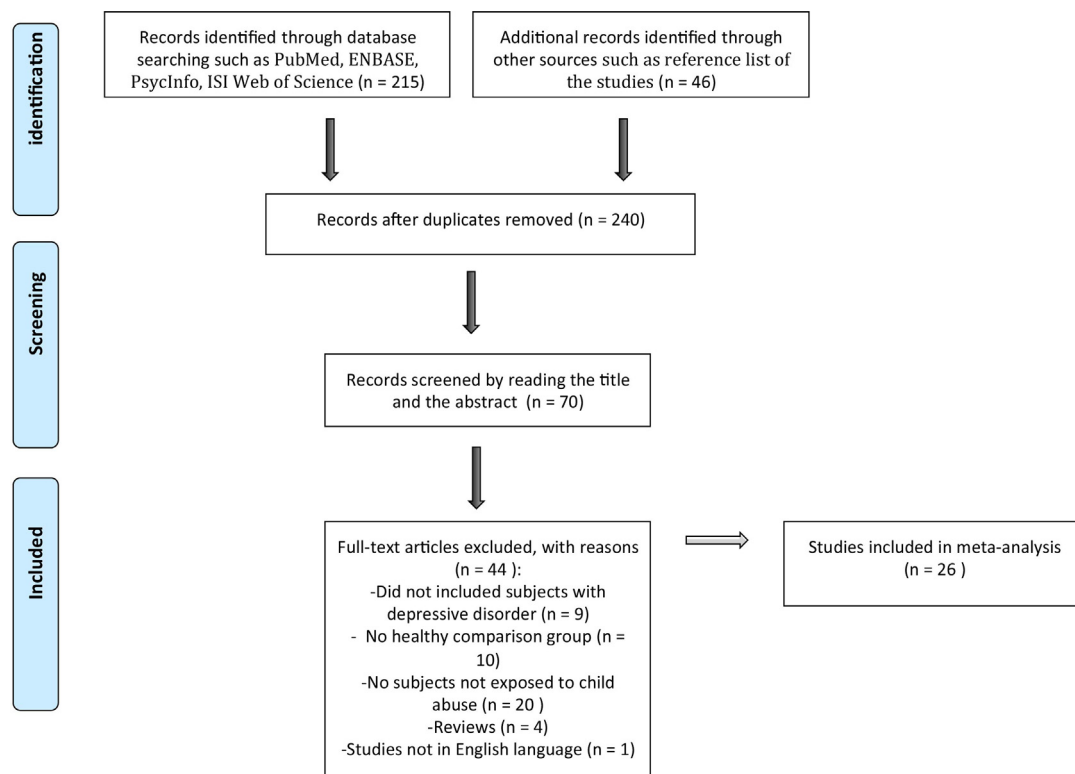 identification
Records identified through database
searching such as PubMed, ENBASE,
PsycInfo, ISI Web of Science (n = 215)
Additional records identified through
other sources such as reference list of
the studies (n = 46)
Records after duplicates removed (n = 240)
Screening
Records screened by reading the title
and the abstract (n = 70)
Included
Full-text articles excluded, with reasons
(n = 44 ):
-Did not included subjects with
depressive disorder (n = 9)
- No healthy comparison group (n =
10)
-No subjects not exposed to child
abuse (n = 20 )
-Reviews (n = 4)
-Studies not in English language (n = 1)
Studies included in meta-analysis
(n = 26 )